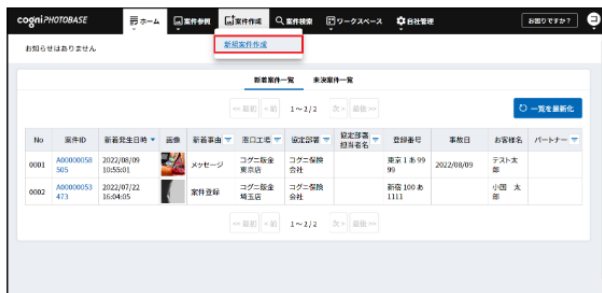 cogni PHOTOBASE ホーム 案件参照 案件作成 案件検索 ワークスペース 自社管理 お困りですか？
お知らせはありません 新規案件作成
新着案件一覧 未決案件一覧
<< 最初 < 前 1～2 / 2 次 > 最後 >> 一覧を最新化
No 案件ID 新着発生日時 画像 新着事由 窓口工場 協定部署 協定部署担当者名 登録番号 事故日 お客様名 パートナー
0001 A00000058505 2022/08/09 10:55:01 メッセージ コグニ鈑金東京店 コグニ保険会社 東京 1 あ 9999 2022/08/09 テスト太郎
0002 A00000053473 2022/07/22 16:04:05 案件登録 コグニ鈑金埼玉店 コグニ保険会社 新宿 100 あ 1111 小国 太郎
<< 最初 < 前 1～2 / 2 次 > 最後 >>